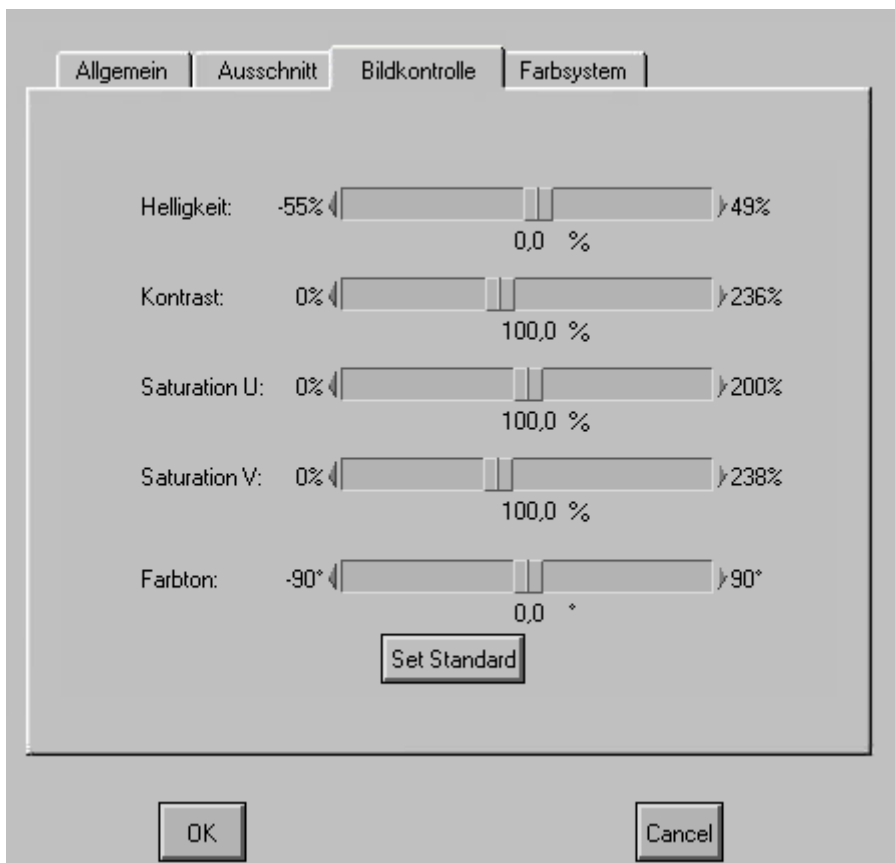 Allgemein Ausschnitt Bildkontrolle Farbsystem
Helligkeit: -55% 49%
0,0 %
Kontrast: 0% 236%
100,0 %
Saturation U: 0% 200%
100,0 %
Saturation V: 0% 238%
100,0 %
Farbton: -90° 90°
0,0 °
Set Standard
OK Cancel